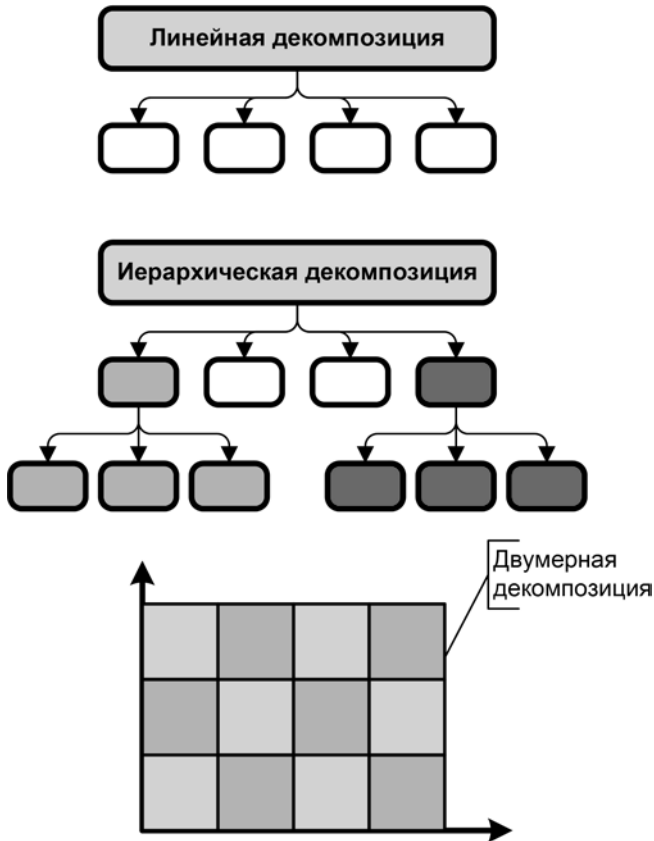 Линейная декомпозиция
Иерархическая декомпозиция
Двумерная
декомпозиция